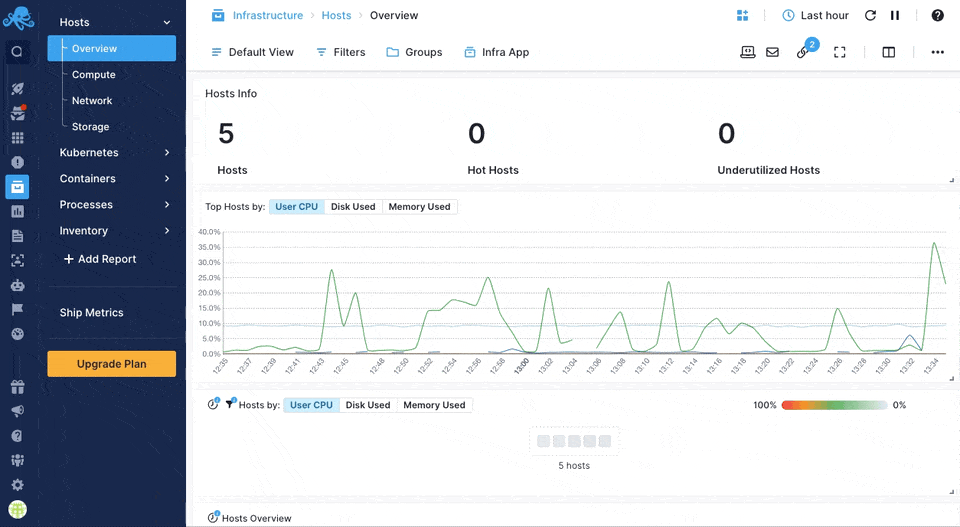 Hosts
Overview
Compute
Network
Storage
Kubernetes
Containers
Processes
Inventory
+ Add Report
Ship Metrics
Upgrade Plan
Infrastructure > Hosts > Overview
Last hour
Default View Filters Groups Infra App
2
Hosts Info
5 0 0
Hosts Hot Hosts Underutilized Hosts
Top Hosts by: User CPU Disk Used Memory Used
40.0%
35.0%
30.0%
25.0%
20.0%
15.0%
10.0%
5.0%
0.0%
12:35 12:37 12:39 12:41 12:43 12:45 12:48 12:50 12:52 12:54 12:56 12:58 13:00 13:02 13:04 13:06 13:08 13:10 13:12 13:14 13:16 13:18 13:20 13:22 13:24 13:26 13:28 13:30 13:32 13:34
Hosts by: User CPU Disk Used Memory Used 100% 0%
5 hosts
Hosts Overview